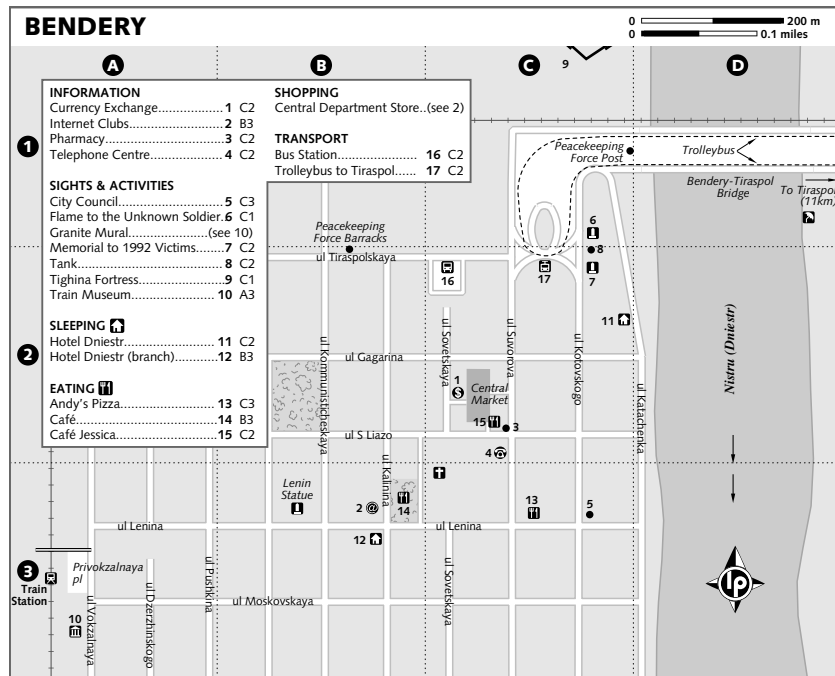 BENDERY
0 200 m
0 0.1 miles
A
B
C
D
9
INFORMATION
Currency Exchange..................1 C2
Internet Clubs..........................2 B3
Pharmacy.................................3 C2
Telephone Centre....................4 C2
SIGHTS & ACTIVITIES
City Council.............................5 C3
Flame to the Unknown Soldier.6 C1
Granite Mural....................(see 10)
Memorial to 1992 Victims........7 C2
Tank........................................8 C2
Tighina Fortress.......................9 C1
Train Museum.......................10 A3
SLEEPING
Hotel Dniestr.........................11 C2
Hotel Dniestr (branch)...........12 B3
EATING
Andy's Pizza..........................13 C3
Café......................................14 B3
Café Jessica...........................15 C2
SHOPPING
Central Department Store..(see 2)
TRANSPORT
Bus Station............................16 C2
Trolleybus to Tiraspol............17 C2
1
Peacekeeping
Force Post
Trolleybus
Bendery-Tiraspol
Bridge
To Tiraspol
(11km)
Peacekeeping
Force Barracks
6
8
ul Tiraspolskaya
16
17
7
11
2
ul Kommunisticheskaya
ul Gagarina
ul Sovetskaya
ul Suvorova
ul Kotovskogo
ul Katachenka
Nistru (Dniestr)
1
Central
Market
15
3
ul S Liazo
4
ul Kalinina
Lenin
Statue
2
14
13
5
ul Lenina
ul Lenina
12
3
Train
Station
Privokzalnaya
pl
ul Vokzalnaya
ul Dzerzhinskogo
ul Pushkina
ul Moskovskaya
ul Sovetskaya
10
lp